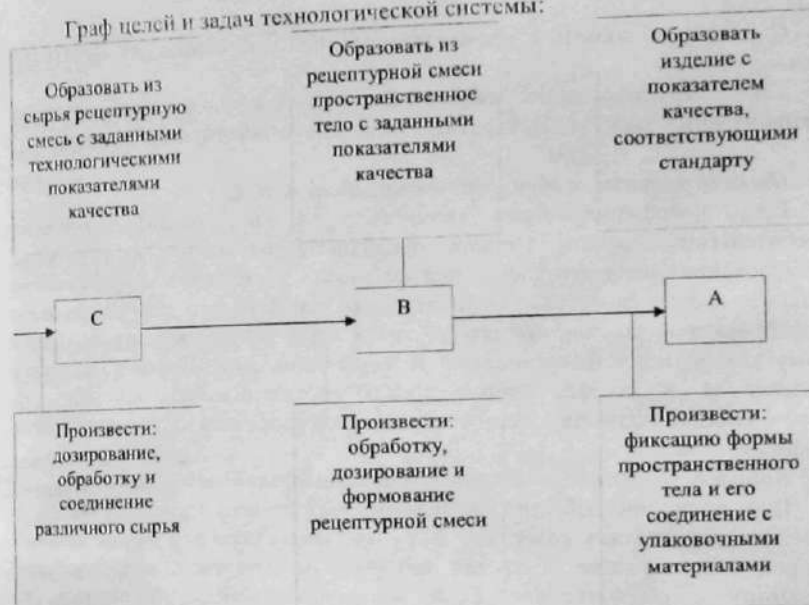 Граф целей и задач технологической системы:
Образовать из
сырья рецептурную
смесь с заданными
технологическими
показателями
качества
Образовать из
рецептурной смеси
пространственное
тело с заданными
показателями
качества
Образовать
изделие с
показателем
качества,
соответствующими
стандарту
С
В
А
Произвести:
дозирование,
обработку и
соединение
различного сырья
Произвести:
обработку,
дозирование и
формование
рецептурной смеси
Произвести:
фиксацию формы
пространственного
тела и его
соединение с
упаковочными
материалами